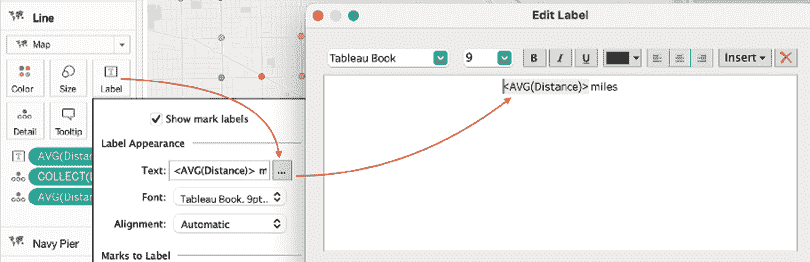 Line
Map
Color
Size
Label
Detail
Tooltip
AVG(Distan
COLLECT(
AVG(Distan
Navy Pier
Show mark labels
Label Appearance
Text: <AVG(Distance)> m ...
Font: Tableau Book, 9pt..
Alignment: Automatic
Marks to Label
Edit Label
Tableau Book 9 B I U Insert
<AVG(Distance)> miles